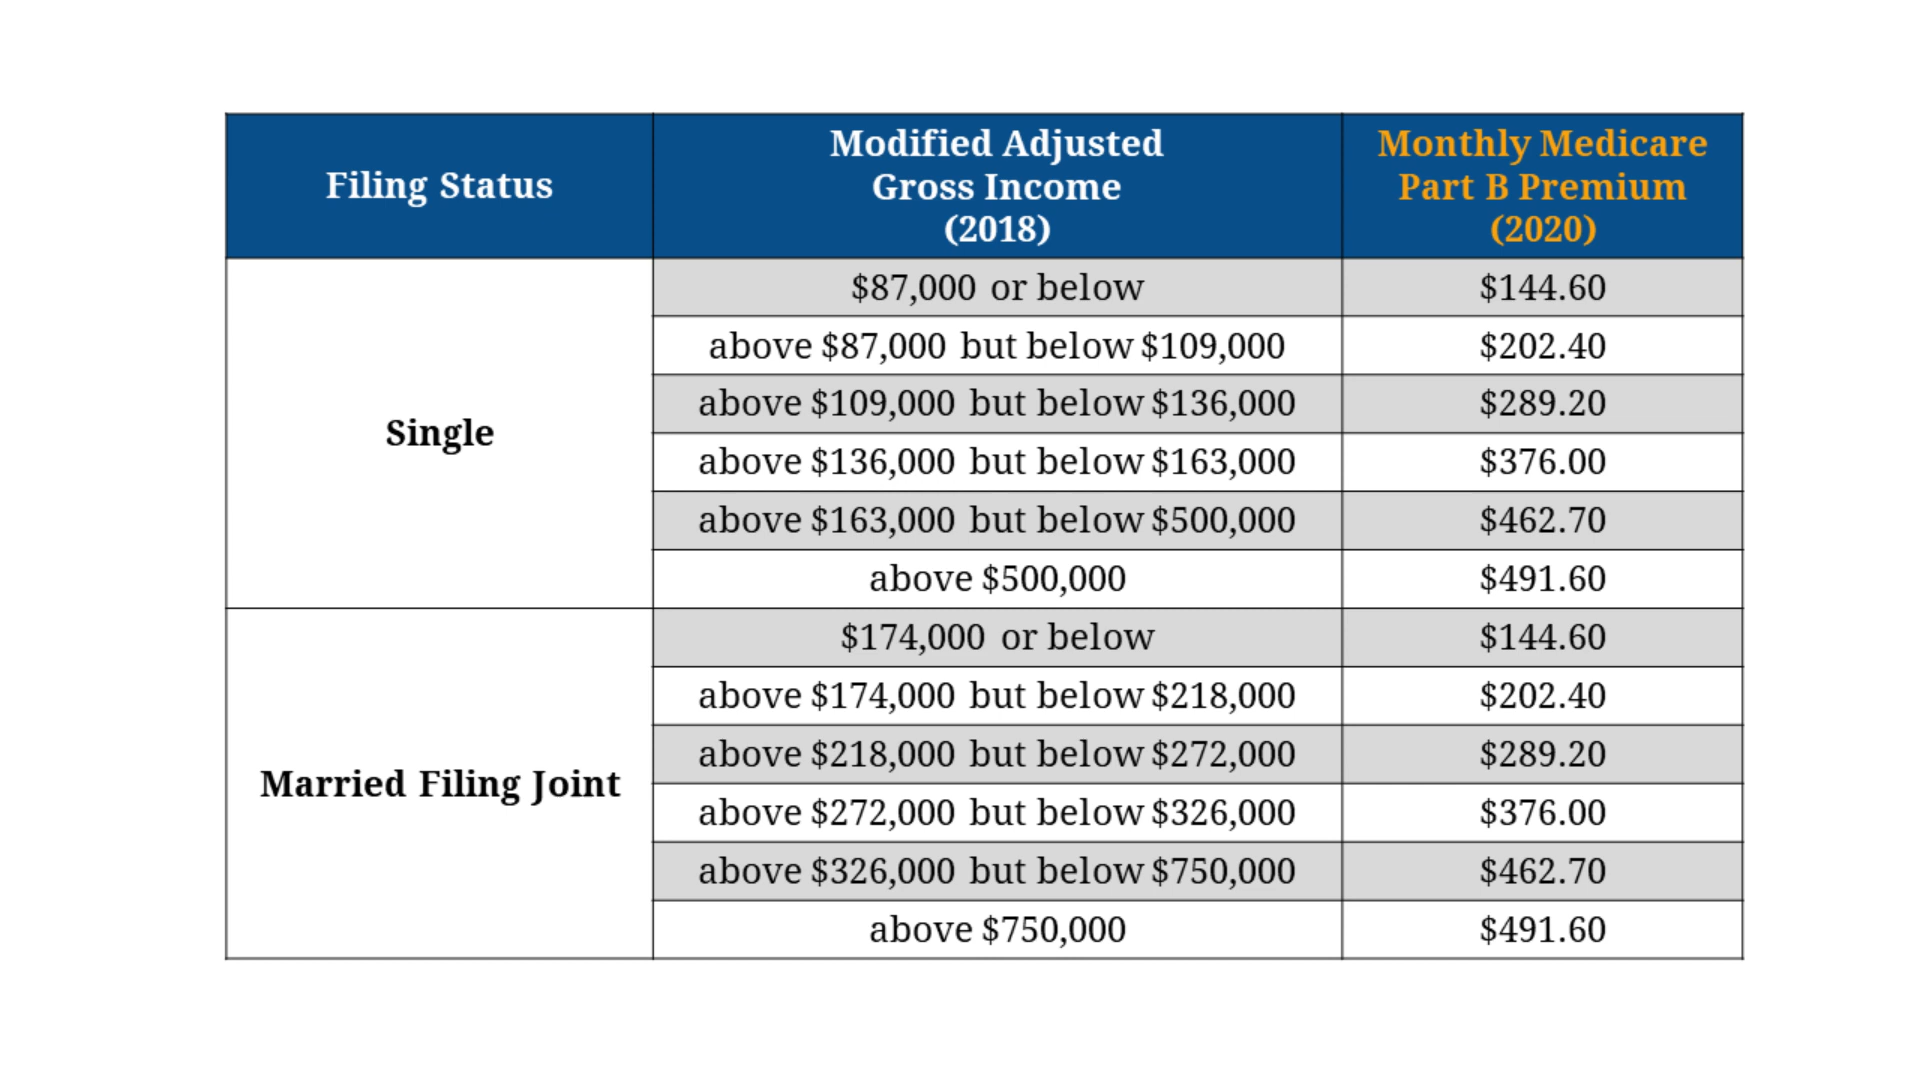 Filing Status
Modified Adjusted
Gross Income
(2018)
Monthly Medicare
Part B Premium
(2020)
Single
$87,000 or below
$144.60
above $87,000 but below $109,000
$202.40
above $109,000 but below $136,000
$289.20
above $136,000 but below $163,000
$376.00
above $163,000 but below $500,000
$462.70
above $500,000
$491.60
Married Filing Joint
$174,000 or below
$144.60
above $174,000 but below $218,000
$202.40
above $218,000 but below $272,000
$289.20
above $272,000 but below $326,000
$376.00
above $326,000 but below $750,000
$462.70
above $750,000
$491.60